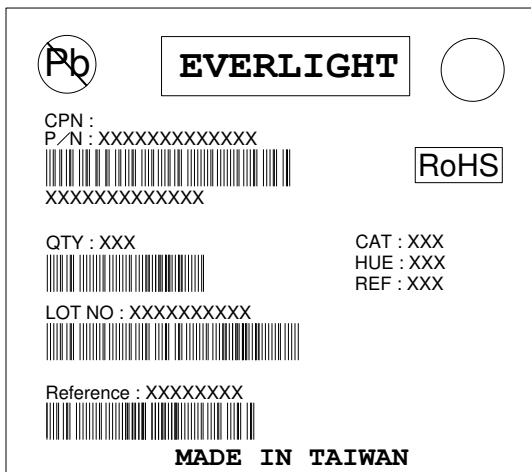 Pb
EVERLIGHT
CPN :
P/N : XXXXXXXXXXXXX
RoHS
XXXXXXXXXXXXX
QTY : XXX
CAT : XXX
HUE : XXX
REF : XXX
LOT NO : XXXXXXXXXX
Reference : XXXXXXXX
MADE IN TAIWAN